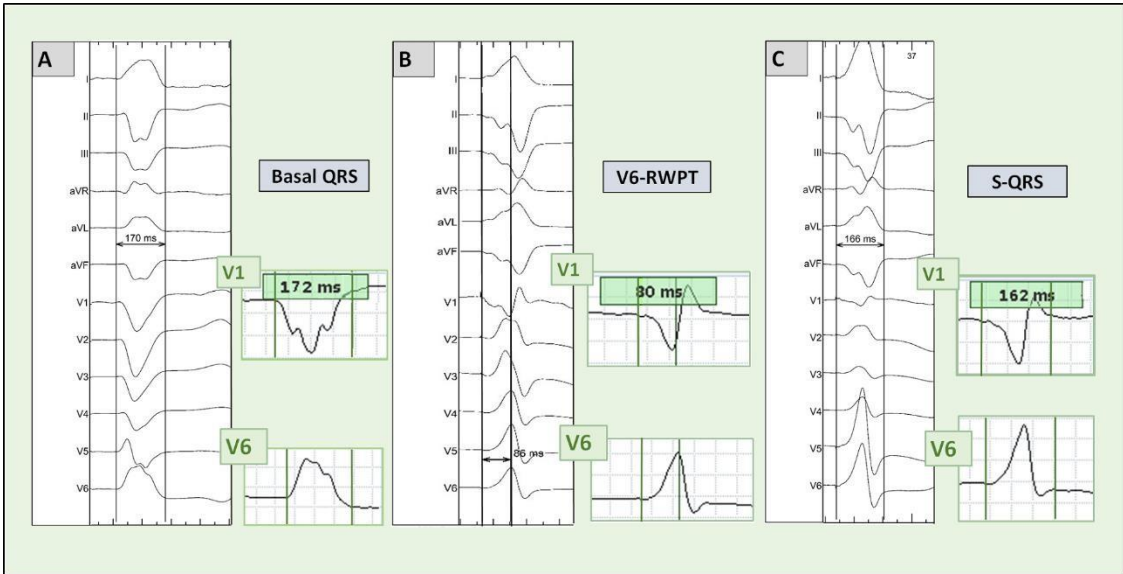 A
I
II
III
aVR
aVL
170 ms
aVF
V1
V2
V3
V4
V5
V6
Basal QRS
V1
172 ms
V6
B
I
II
III
aVR
aVL
aVF
V1
V2
V3
V4
V5
86 ms
V6
V6-RWPT
V1
80 ms
V6
C
37
I
II
III
aVR
aVL
166 ms
aVF
V1
V2
V3
V4
V5
V6
S-QRS
V1
162 ms
V6